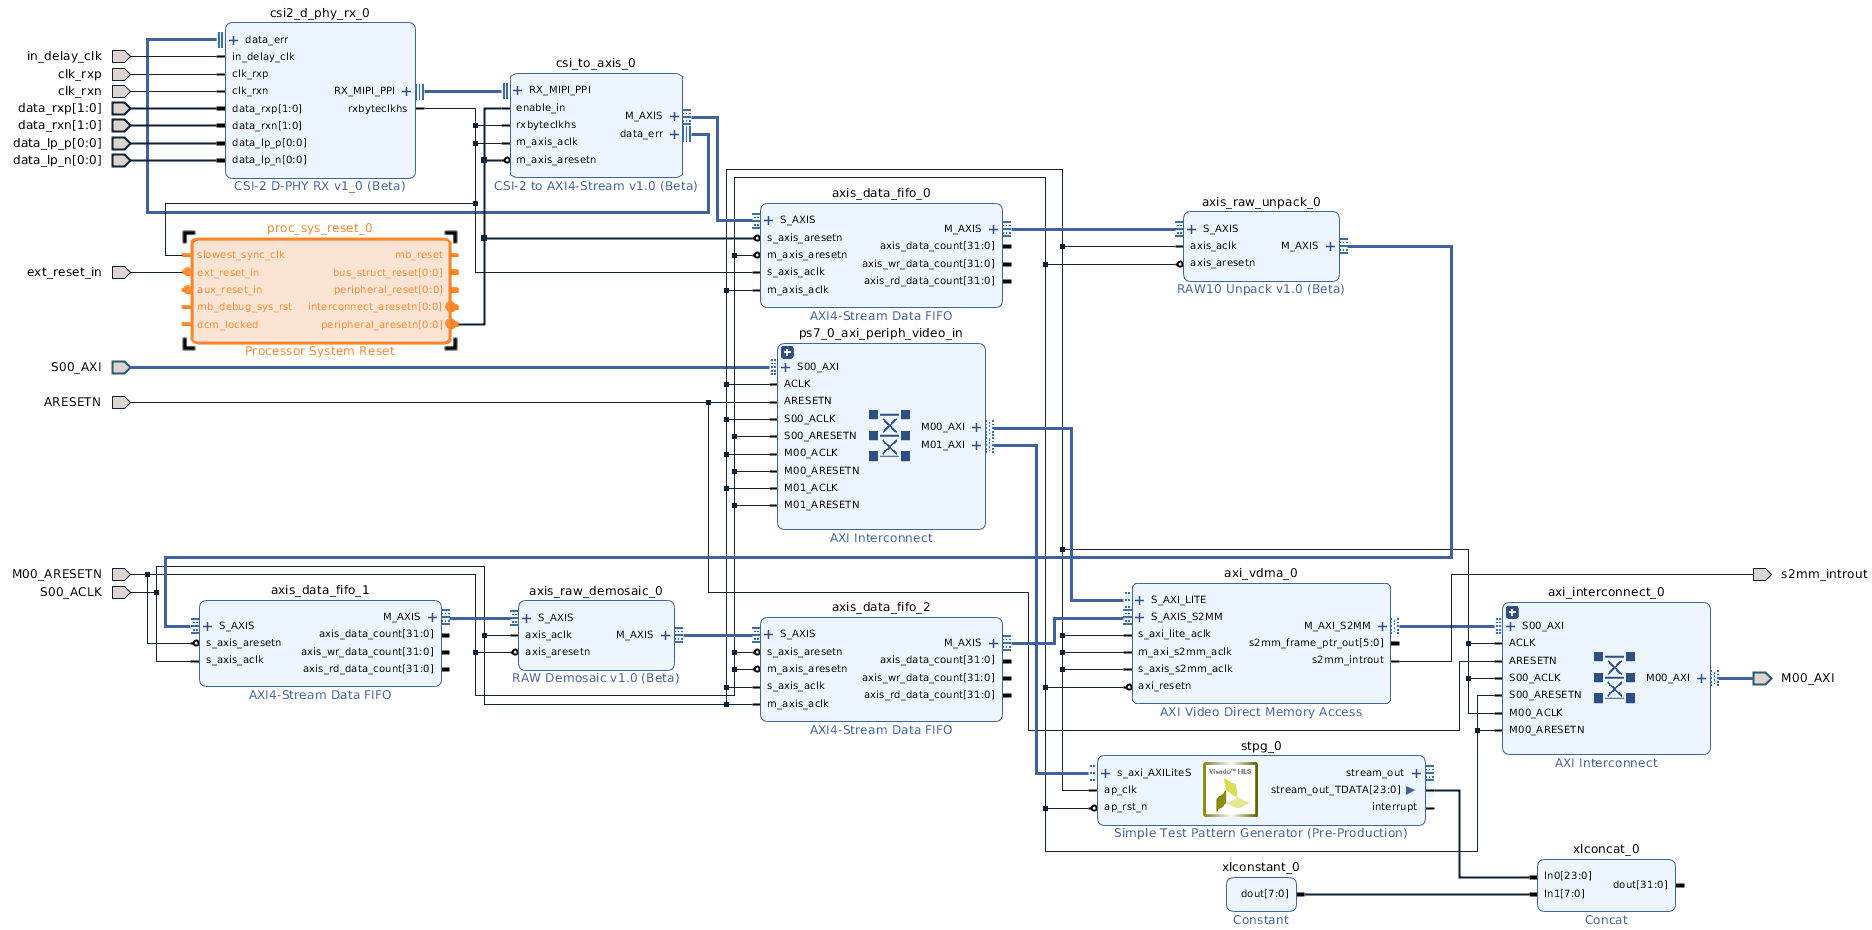 csi2_d_phy_rx_0
data_err
in_delay_clk
clk_rxp
clk_rxn
data_rxp[1:0]
data_rxn[1:0]
data_lp_p[0:0]
data_lp_n[0:0]
RX_MIPI_PPI
rxbyteclkhs
CSI-2 D-PHY RX v1_0 (Beta)
in_delay_clk
clk_rxp
clk_rxn
data_rxp[1:0]
data_rxn[1:0]
data_lp_p[0:0]
data_lp_n[0:0]
csi_to_axis_0
RX_MIPI_PPI
enable_in
rxbyteclkhs
m_axis_aclk
m_axis_aresetn
M_AXIS
data_err
CSI-2 to AXI4-Stream v1.0 (Beta)
proc_sys_reset_0
slowest_sync_clk
ext_reset_in
aux_reset_in
mb_debug_sys_rst
dcm_locked
mb_reset
bus_struct_reset[0:0]
peripheral_reset[0:0]
interconnect_aresetn[0:0]
peripheral_aresetn[0:0]
Processor System Reset
ext_reset_in
S00_AXI
ARESETN
axis_data_fifo_0
S_AXIS
s_axis_aresetn
m_axis_aresetn
s_axis_aclk
m_axis_aclk
M_AXIS
axis_data_count[31:0]
axis_wr_data_count[31:0]
axis_rd_data_count[31:0]
AXI4-Stream Data FIFO
axis_raw_unpack_0
S_AXIS
axis_aclk
axis_aresetn
M_AXIS
RAW10 Unpack v1.0 (Beta)
ps7_0_axi_periph_video_in
S00_AXI
ACLK
ARESETN
S00_ACLK
S00_ARESETN
M00_ACLK
M00_ARESETN
M01_ACLK
M01_ARESETN
M00_AXI
M01_AXI
AXI Interconnect
M00_ARESETN
S00_ACLK
axis_data_fifo_1
S_AXIS
s_axis_aresetn
s_axis_aclk
M_AXIS
axis_data_count[31:0]
axis_wr_data_count[31:0]
axis_rd_data_count[31:0]
AXI4-Stream Data FIFO
axis_raw_demosaic_0
S_AXIS
axis_aclk
axis_aresetn
M_AXIS
RAW Demosaic v1.0 (Beta)
axis_data_fifo_2
S_AXIS
s_axis_aresetn
m_axis_aresetn
s_axis_aclk
m_axis_aclk
M_AXIS
axis_data_count[31:0]
axis_wr_data_count[31:0]
axis_rd_data_count[31:0]
AXI4-Stream Data FIFO
axi_vdma_0
S_AXI_LITE
S_AXIS_S2MM
s_axi_lite_aclk
m_axi_s2mm_aclk
s_axis_s2mm_aclk
axi_resetn
M_AXI_S2MM
s2mm_frame_ptr_out[5:0]
s2mm_introut
AXI Video Direct Memory Access
s2mm_introut
axi_interconnect_0
S00_AXI
ACLK
ARESETN
S00_ACLK
S00_ARESETN
M00_ACLK
M00_ARESETN
M00_AXI
AXI Interconnect
M00_AXI
stpg_0
s_axi_AXILiteS
ap_clk
ap_rst_n
Vivado™ HLS
stream_out
stream_out_TDATA[23:0]
interrupt
Simple Test Pattern Generator (Pre-Production)
xlconstant_0
dout[7:0]
Constant
xlconcat_0
In0[23:0]
In1[7:0]
dout[31:0]
Concat